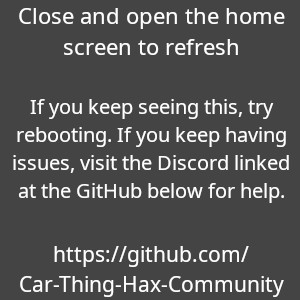 Close and open the home
screen to refresh
If you keep seeing this, try
rebooting. If you keep having
issues, visit the Discord linked
at the GitHub below for help.
https://github.com/
Car-Thing-Hax-Community